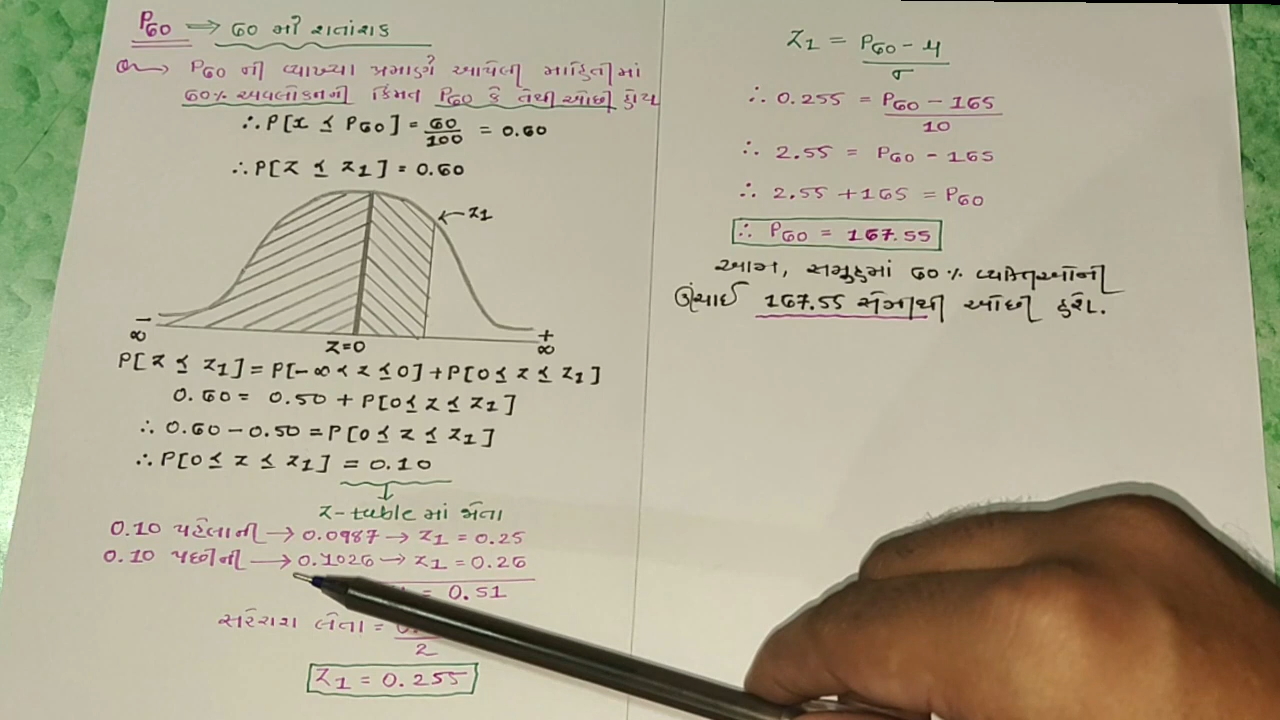 P60 ⟹ 60 મો શતાંશક
P60 ની વ્યાખ્યા પ્રમાણે આપેલી માહિતીમાં
60% અવલોકનની કિંમત P60 કે તેથી ઓછી હોય
∴ P[x ≤ P60] = 60/100 = 0.60
∴ P[Z ≤ Z1] = 0.60
← Z1
-∞ +∞
Z=0
P[Z ≤ Z1] = P[-∞ < Z ≤ 0] + P[0 ≤ Z ≤ Z1]
0.60 = 0.50 + P[0 ≤ Z ≤ Z1]
∴ 0.60 - 0.50 = P[0 ≤ Z ≤ Z1]
∴ P[0 ≤ Z ≤ Z1] = 0.10
Z-table માં જોતા
0.10 પહેલાની → 0.0987 → Z1 = 0.25
0.10 પછીની → 0.1026 → Z1 = 0.26
= 0.51
સરેરાશ લેતા =
2
Z1 = 0.255
Z1 = P60 - μ / σ
∴ 0.255 = P60 - 165 / 10
∴ 2.55 = P60 - 165
∴ 2.55 + 165 = P60
∴ P60 = 167.55
આમ, સમૂહમાં 60% વ્યક્તિઓની
ઊંચાઈ 167.55 સેમીથી ઓછી હશે.